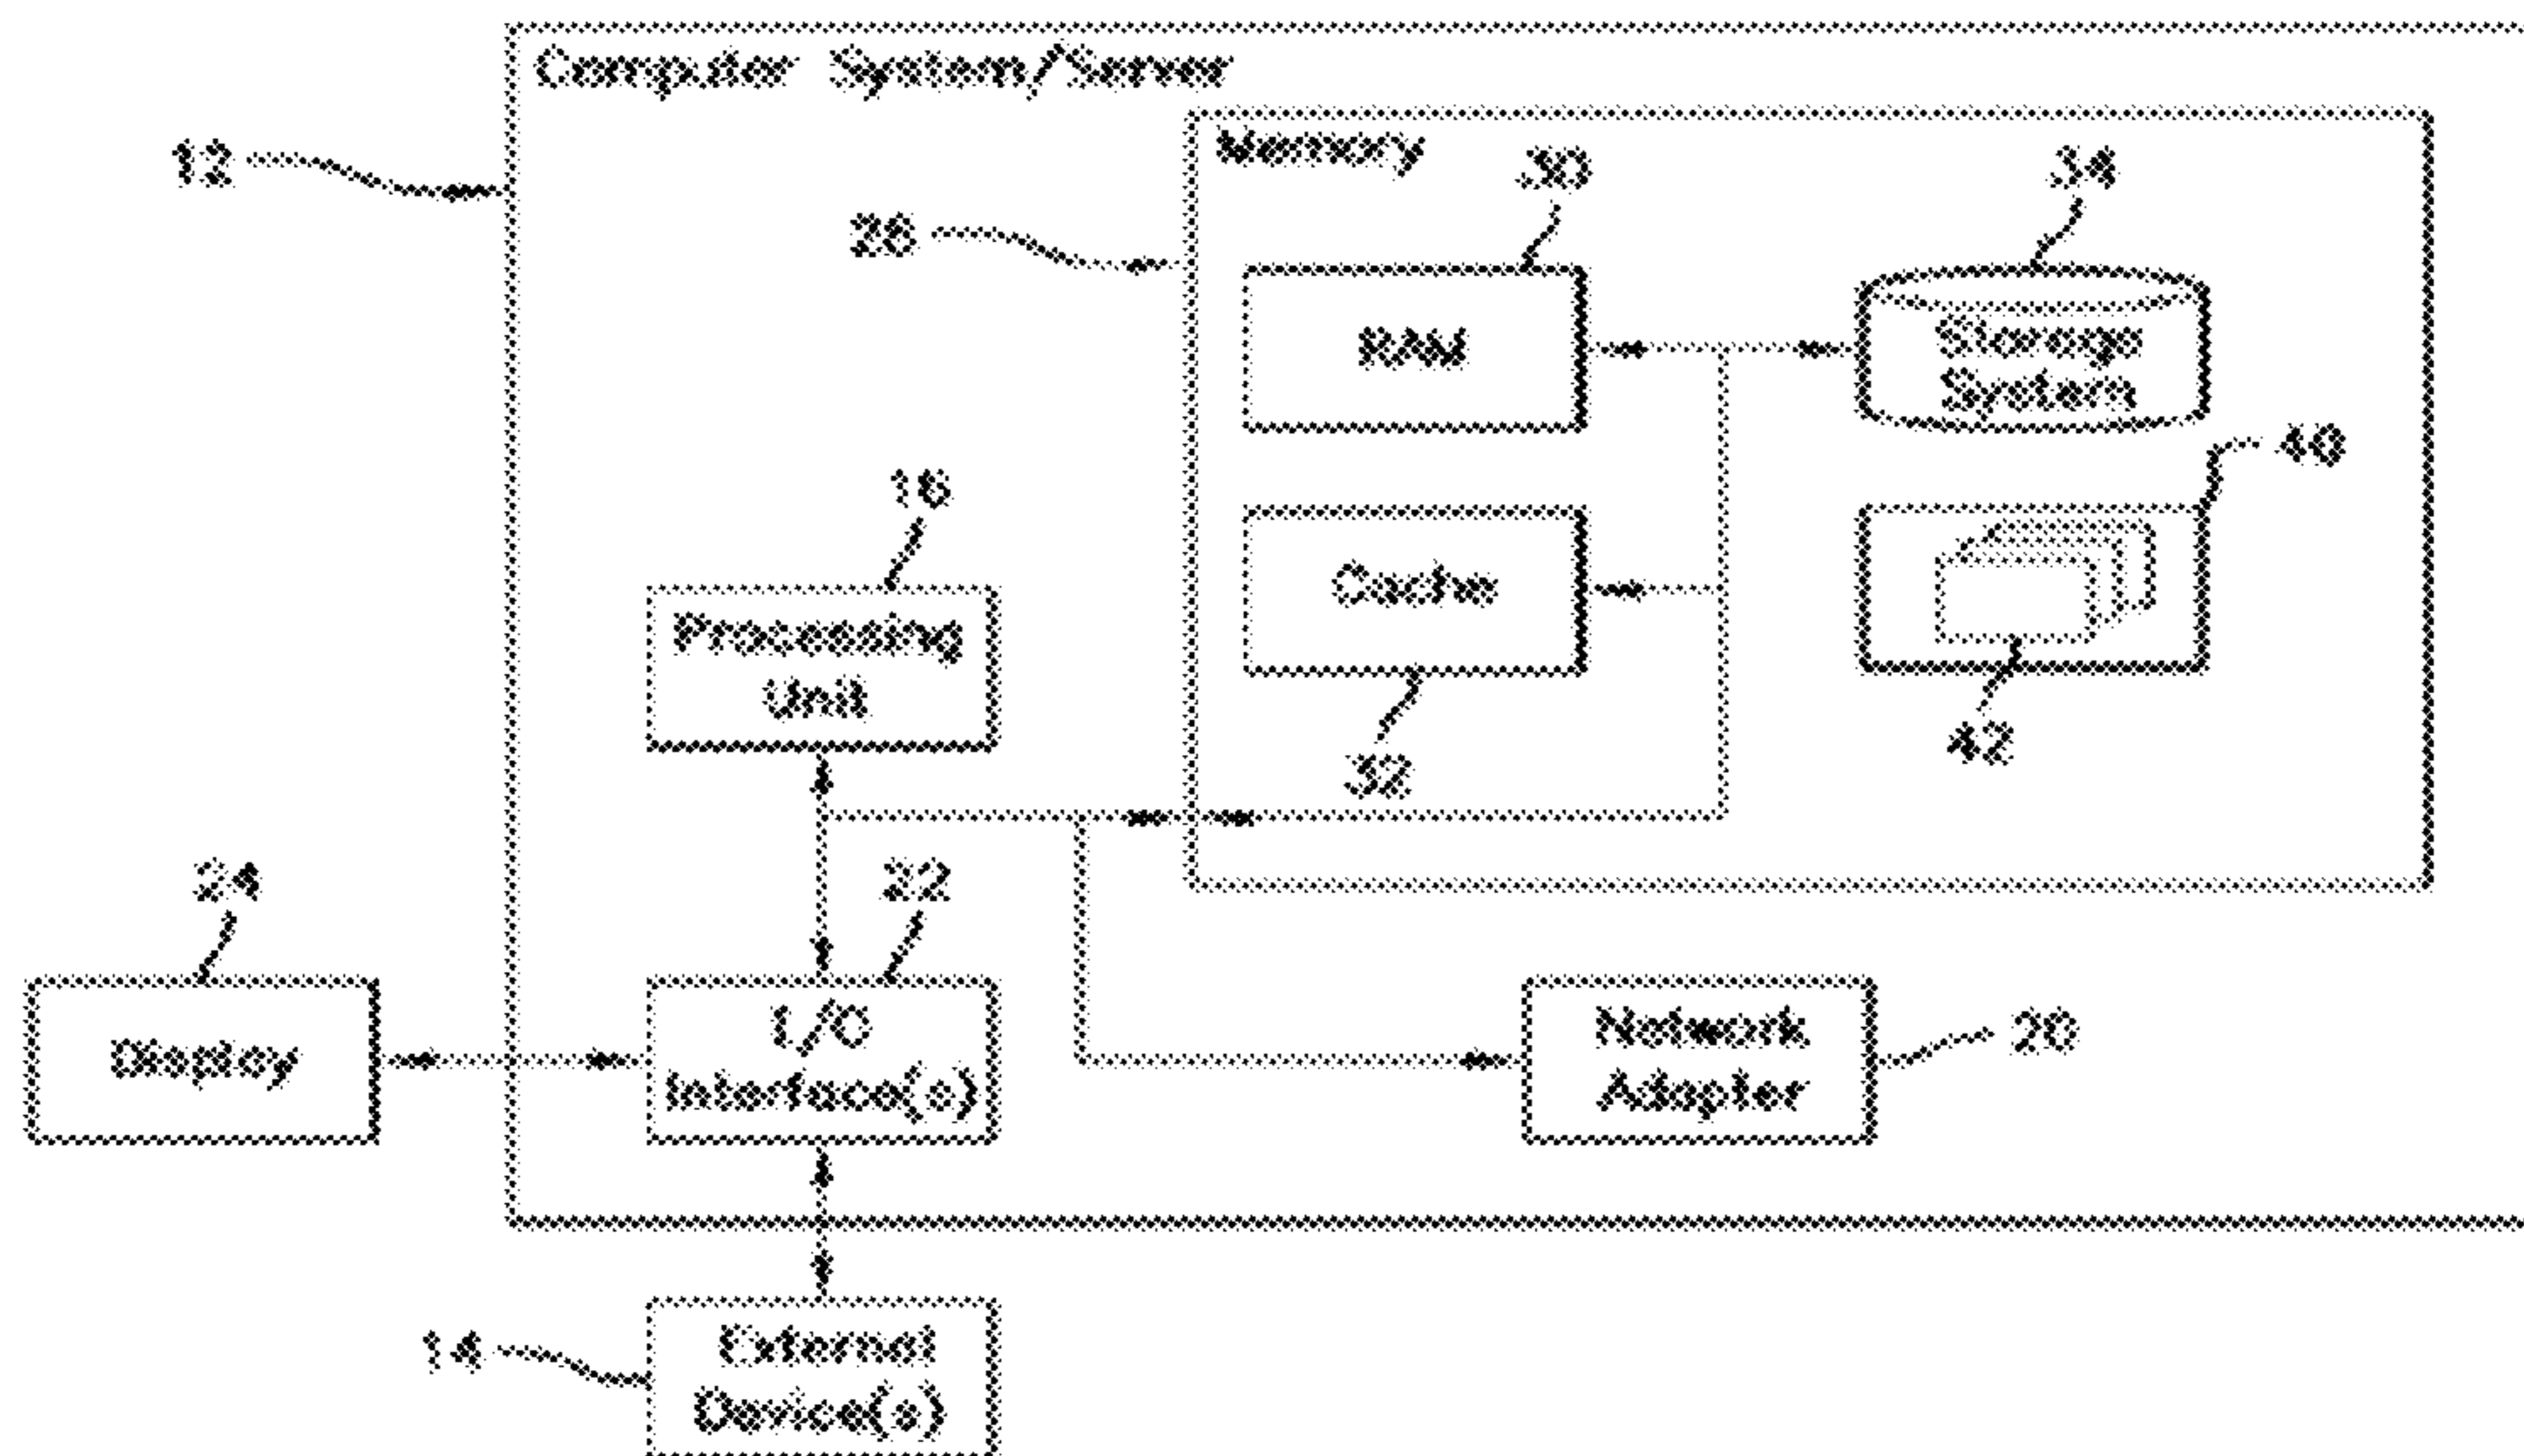 Computer System/Server
12
Memory
30
34
28
RAM
Storage
System
40
16
Cache
Processing
Unit
42
32
24
22
Display
I/O
Interface(s)
Network
Adapter
20
14
External
Device(s)